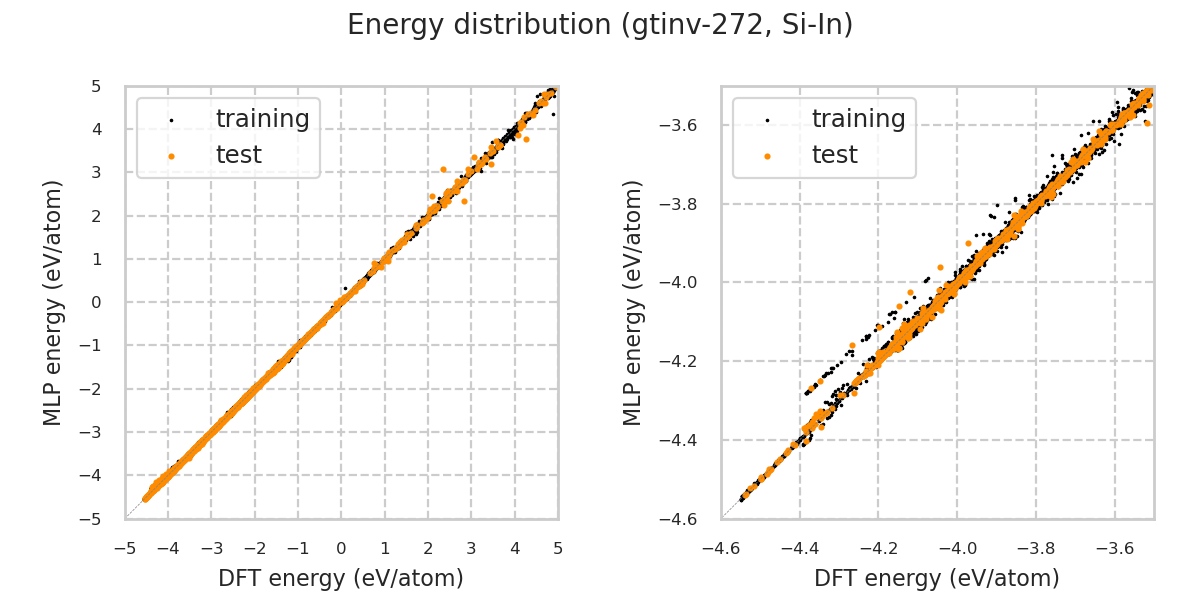 Energy distribution (gtinv-272, Si-In)
training
test
MLP energy (eV/atom)
5
4
3
2
1
0
−1
−2
−3
−4
−5
−5 −4 −3 −2 −1 0 1 2 3 4 5
DFT energy (eV/atom)
training
test
MLP energy (eV/atom)
−3.6
−3.8
−4.0
−4.2
−4.4
−4.6
−4.6 −4.4 −4.2 −4.0 −3.8 −3.6
DFT energy (eV/atom)